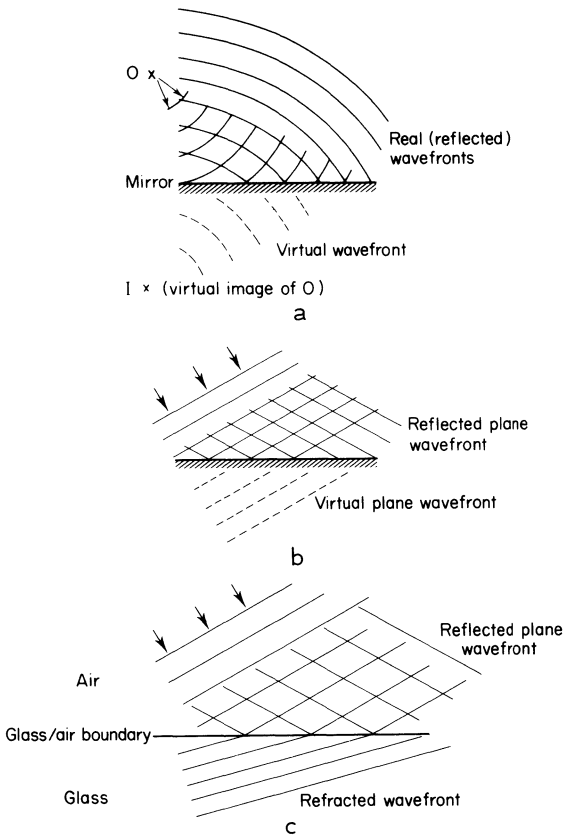 O x
Real (reflected)
wavefronts
Mirror
Virtual wavefront
I x (virtual image of O)
a
Reflected plane
wavefront
Virtual plane wavefront
b
Reflected plane
wavefront
Air
Glass/air boundary
Glass
Refracted wavefront
c